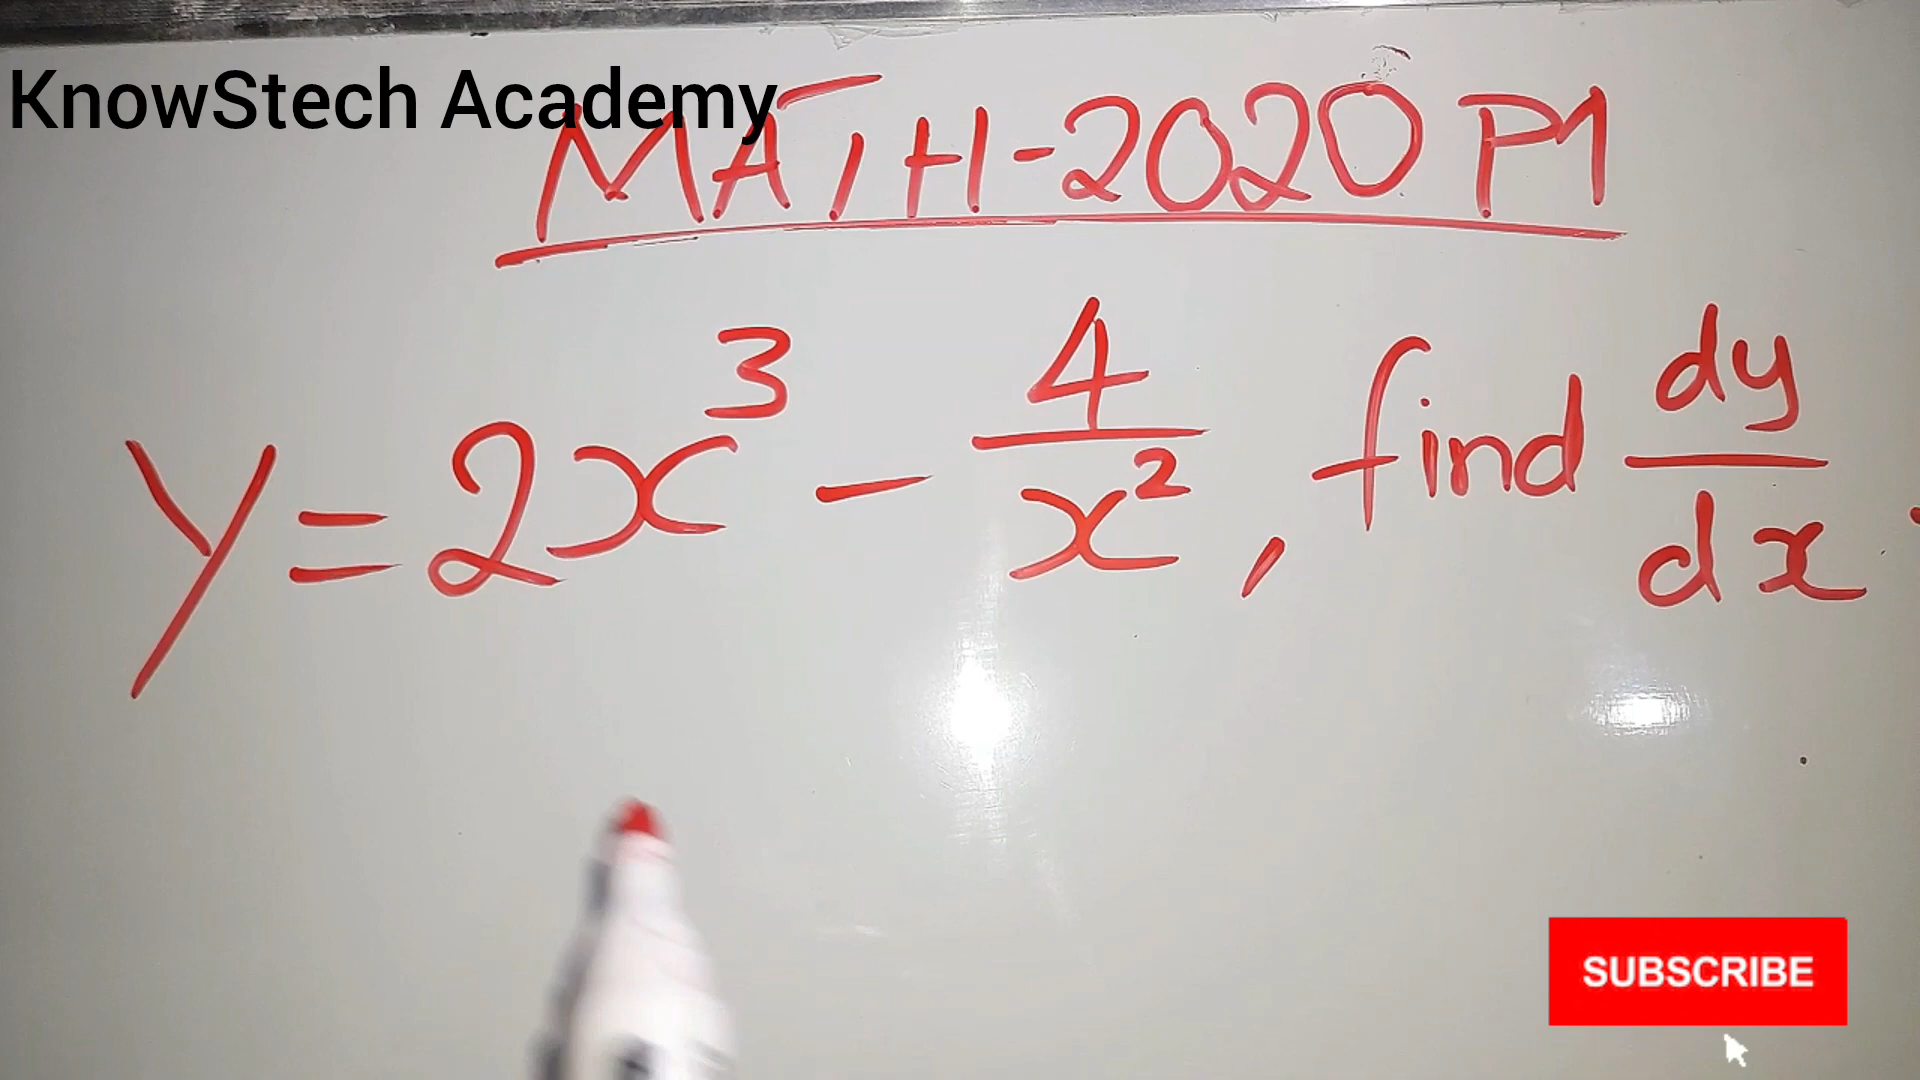 KnowStech Academy
MATH-2020 P1
y = 2x³ - 4/x², find dy/dx.
SUBSCRIBE